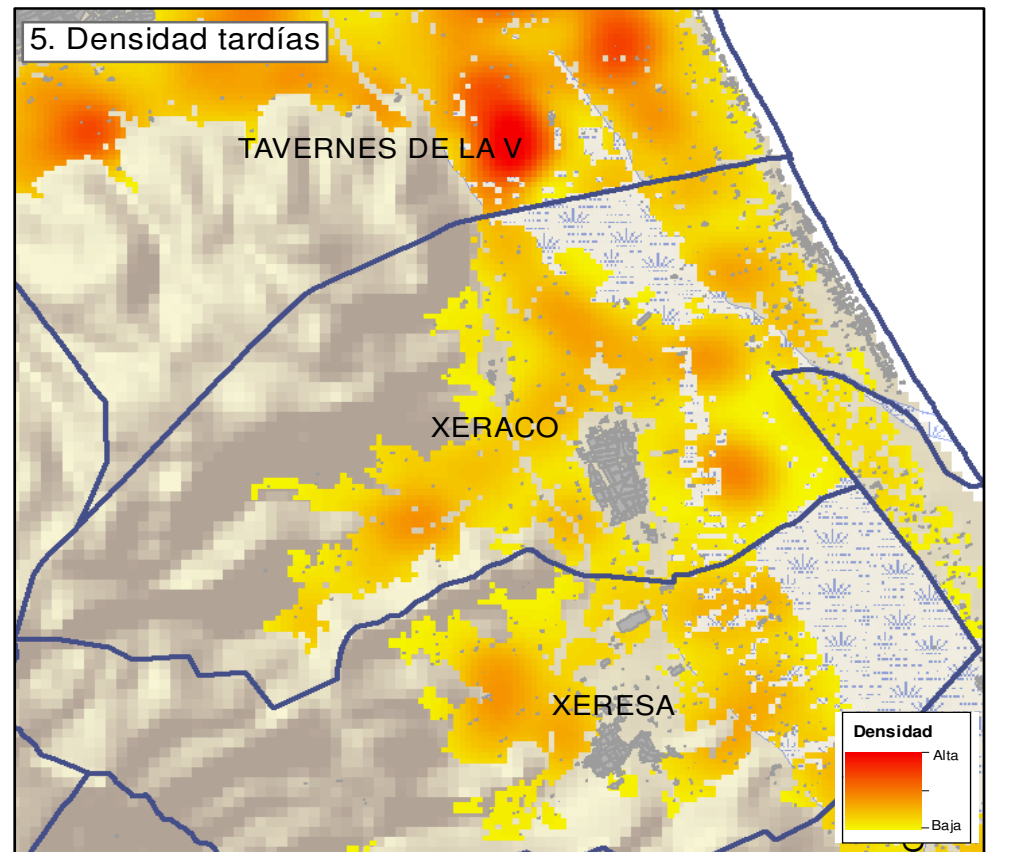 5. Densidad tardías
TAVERNES DE LA V
XERACO
XERESA
Densidad
Alta
Baja